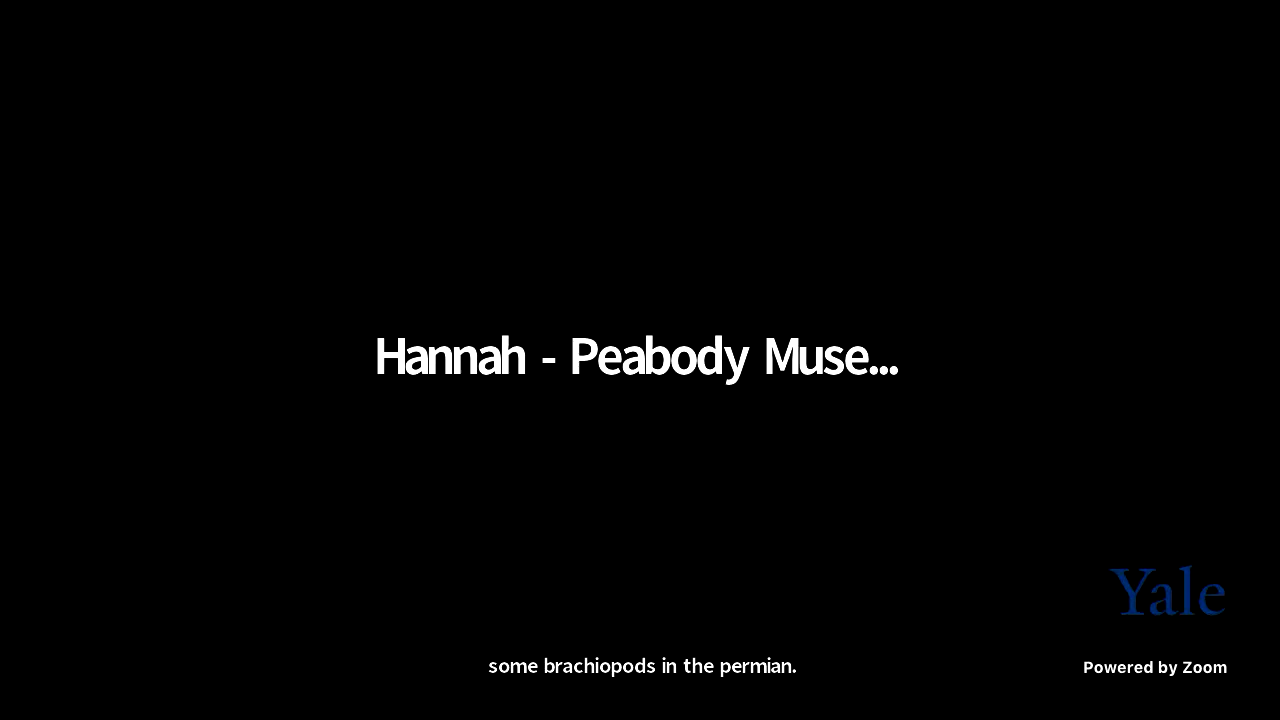 Hannah - Peabody Muse...
Yale
some brachiopods in the permian.
Powered by Zoom